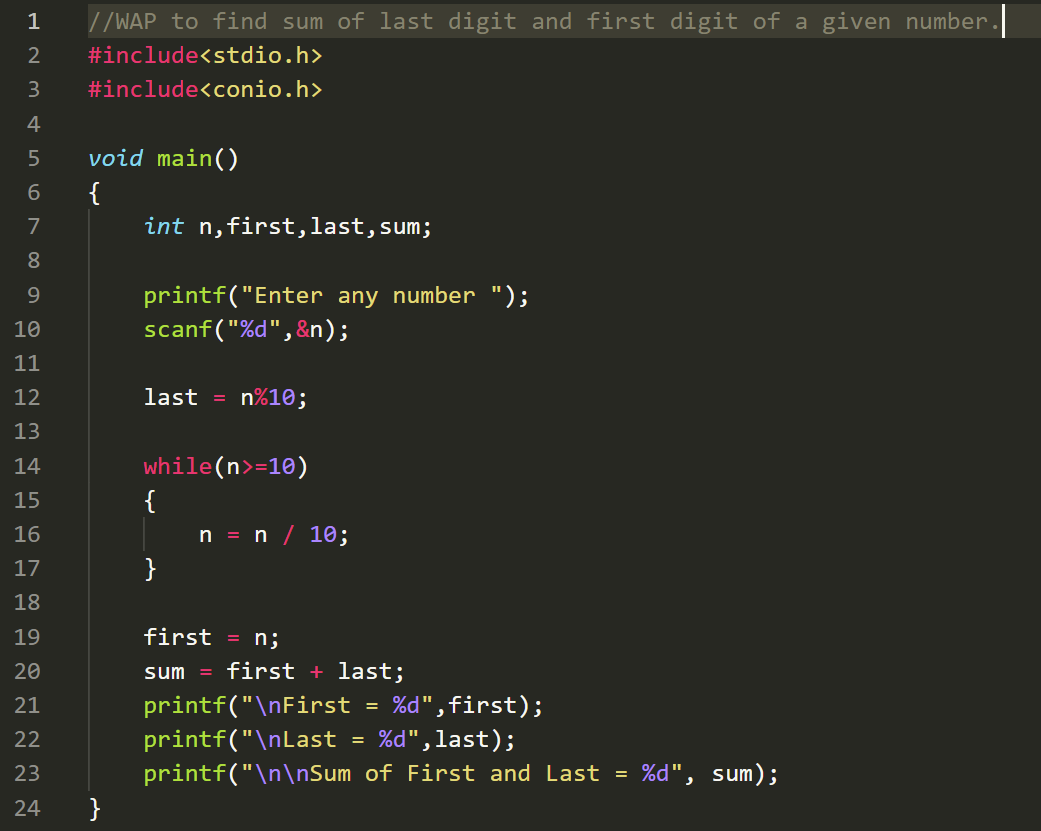 1 //WAP to find sum of last digit and first digit of a given number.
2 #include<stdio.h>
3 #include<conio.h>
4
5 void main()
6 {
7     int n,first,last,sum;
8
9     printf("Enter any number ");
10     scanf("%d",&n);
11
12     last = n%10;
13
14     while(n>=10)
15     {
16         n = n / 10;
17     }
18
19     first = n;
20     sum = first + last;
21     printf("\nFirst = %d",first);
22     printf("\nLast = %d",last);
23     printf("\n\nSum of First and Last = %d", sum);
24 }